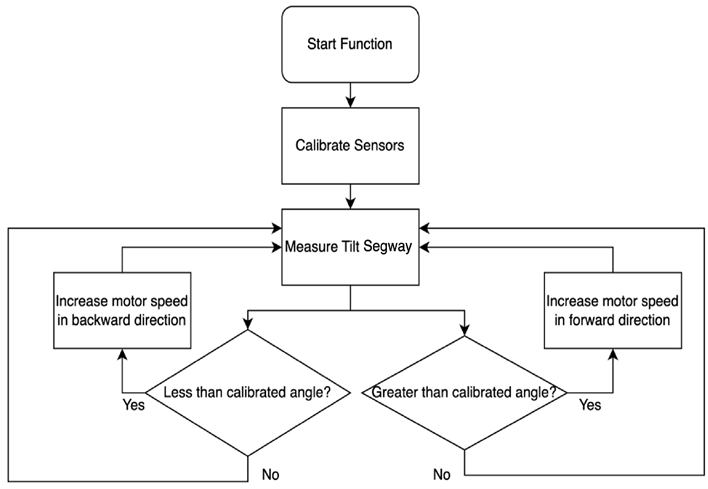 Start Function
Calibrate Sensors
Measure Tilt Segway
Increase motor speed
in backward direction
Increase motor speed
in forward direction
Less than calibrated angle?
Greater than calibrated angle?
Yes
Yes
No
No